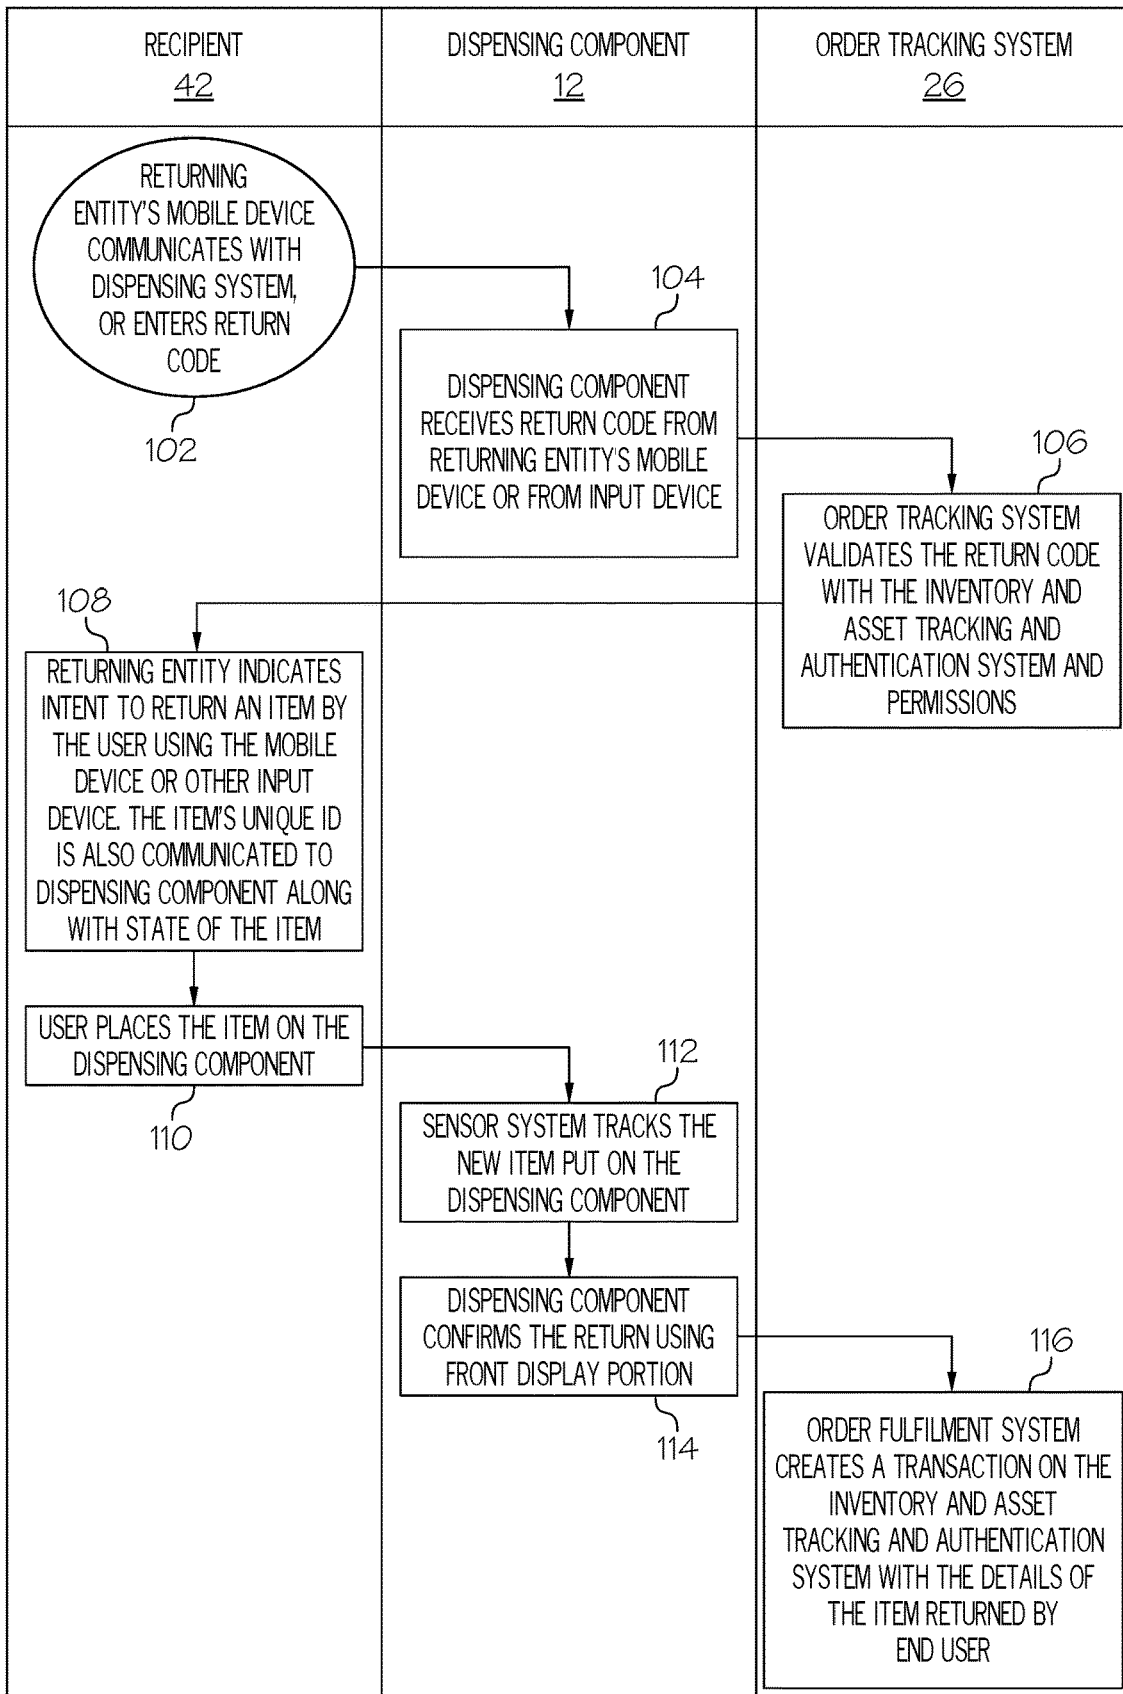 RECIPIENT
42
DISPENSING COMPONENT
12
ORDER TRACKING SYSTEM
26
RETURNING
ENTITY'S MOBILE DEVICE
COMMUNICATES WITH
DISPENSING SYSTEM,
OR ENTERS RETURN
CODE
102
104
DISPENSING COMPONENT
RECEIVES RETURN CODE FROM
RETURNING ENTITY'S MOBILE
DEVICE OR FROM INPUT DEVICE
106
ORDER TRACKING SYSTEM
VALIDATES THE RETURN CODE
WITH THE INVENTORY AND
ASSET TRACKING AND
AUTHENTICATION SYSTEM AND
PERMISSIONS
108
RETURNING ENTITY INDICATES
INTENT TO RETURN AN ITEM BY
THE USER USING THE MOBILE
DEVICE OR OTHER INPUT
DEVICE. THE ITEM'S UNIQUE ID
IS ALSO COMMUNICATED TO
DISPENSING COMPONENT ALONG
WITH STATE OF THE ITEM
USER PLACES THE ITEM ON THE
DISPENSING COMPONENT
110
112
SENSOR SYSTEM TRACKS THE
NEW ITEM PUT ON THE
DISPENSING COMPONENT
DISPENSING COMPONENT
CONFIRMS THE RETURN USING
FRONT DISPLAY PORTION
114
116
ORDER FULFILMENT SYSTEM
CREATES A TRANSACTION ON THE
INVENTORY AND ASSET
TRACKING AND AUTHENTICATION
SYSTEM WITH THE DETAILS OF
THE ITEM RETURNED BY
END USER